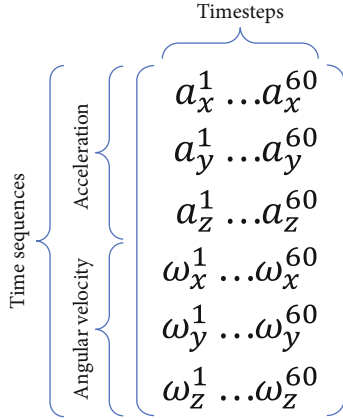 Timesteps
Time sequences
Acceleration
Angular velocity
a_x^1 ...a_x^60
a_y^1 ...a_y^60
a_z^1 ...a_z^60
ω_x^1 ...ω_x^60
ω_y^1 ...ω_y^60
ω_z^1 ...ω_z^60